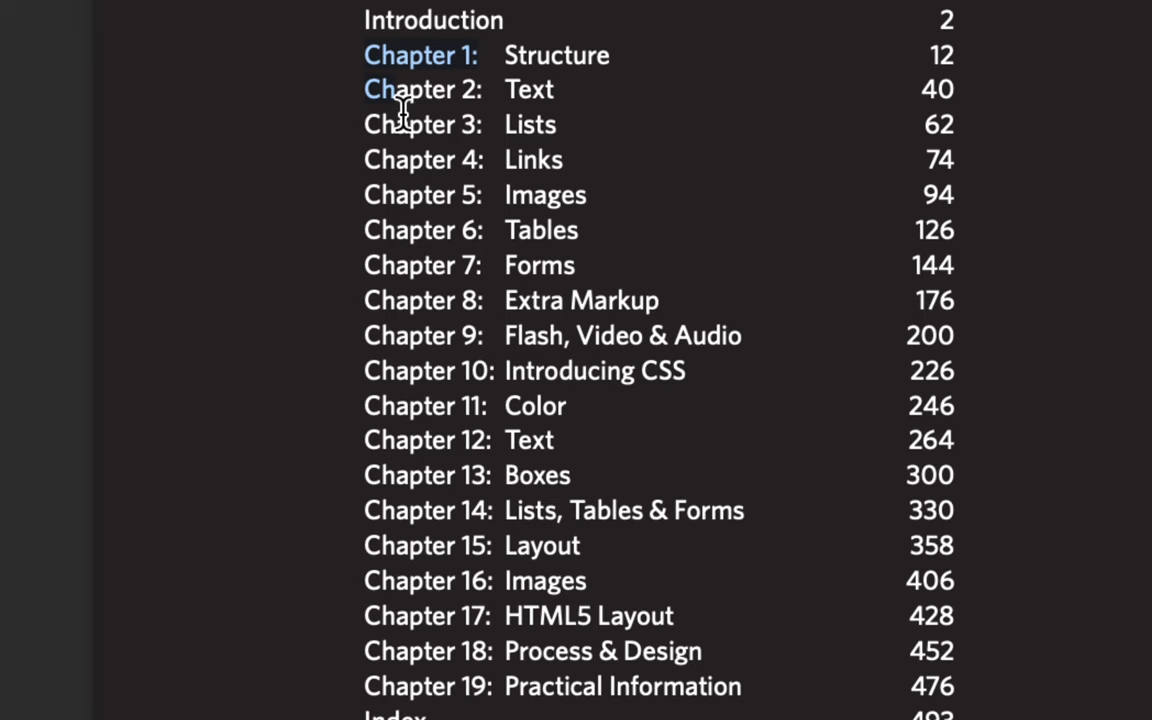 Introduction 2
Chapter 1: Structure 12
Chapter 2: Text 40
Chapter 3: Lists 62
Chapter 4: Links 74
Chapter 5: Images 94
Chapter 6: Tables 126
Chapter 7: Forms 144
Chapter 8: Extra Markup 176
Chapter 9: Flash, Video & Audio 200
Chapter 10: Introducing CSS 226
Chapter 11: Color 246
Chapter 12: Text 264
Chapter 13: Boxes 300
Chapter 14: Lists, Tables & Forms 330
Chapter 15: Layout 358
Chapter 16: Images 406
Chapter 17: HTML5 Layout 428
Chapter 18: Process & Design 452
Chapter 19: Practical Information 476
Index 493